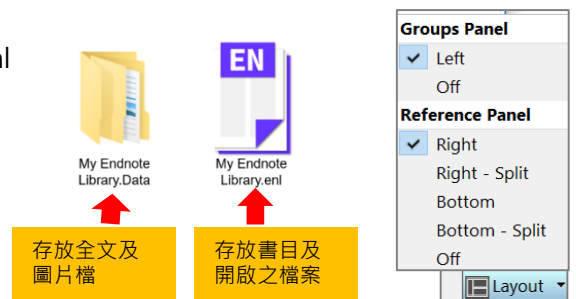 al
EN
My Endnote
Library.Data
My Endnote
Library.enl
存放全文及
圖片檔
存放書目及
開啟之檔案
Groups Panel
Left
Off
Reference Panel
Right
Right - Split
Bottom
Bottom - Split
Off
Layout